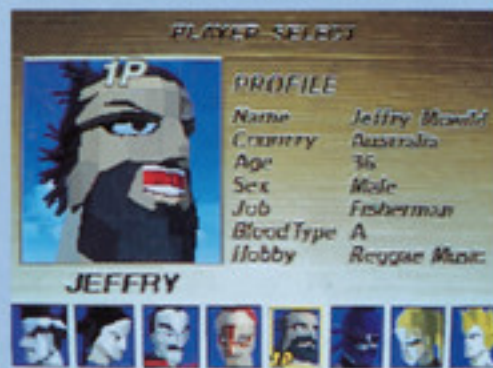 PLAYER SELECT
1P
PROFILE
Name Jeffry
Country Australia
Age 36
Sex Male
Job Fisherman
Blood Type A
Hobby Reggae Music
JEFFRY